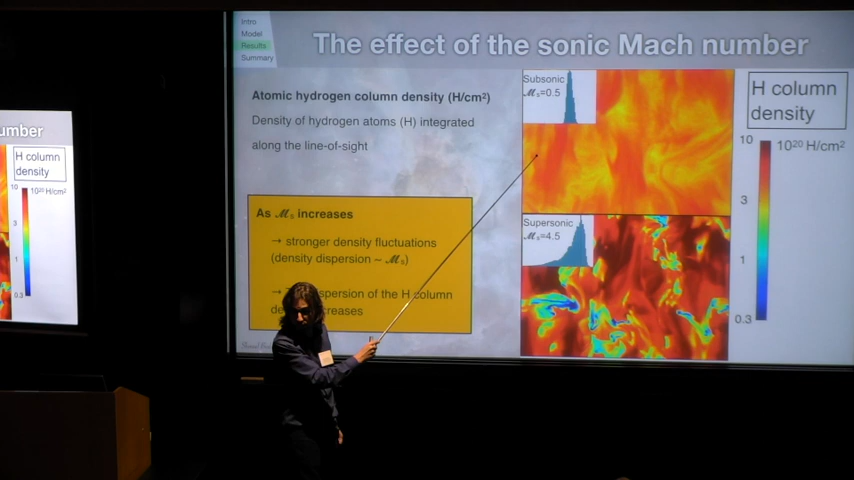 umber
H column
density
10
10²⁰ H/cm²
3
1
0.3
Intro
Model
Results
Summary
The effect of the sonic Mach number
Atomic hydrogen column density (H/cm²)
Density of hydrogen atoms (H) integrated
along the line-of-sight
As ℳs increases
→ stronger density fluctuations
(density dispersion ~ ℳs)
→ spersion of the H column
de creases
Subsonic
ℳs=0.5
Supersonic
ℳs=4.5
H column
density
10
10²⁰ H/cm²
3
1
0.3